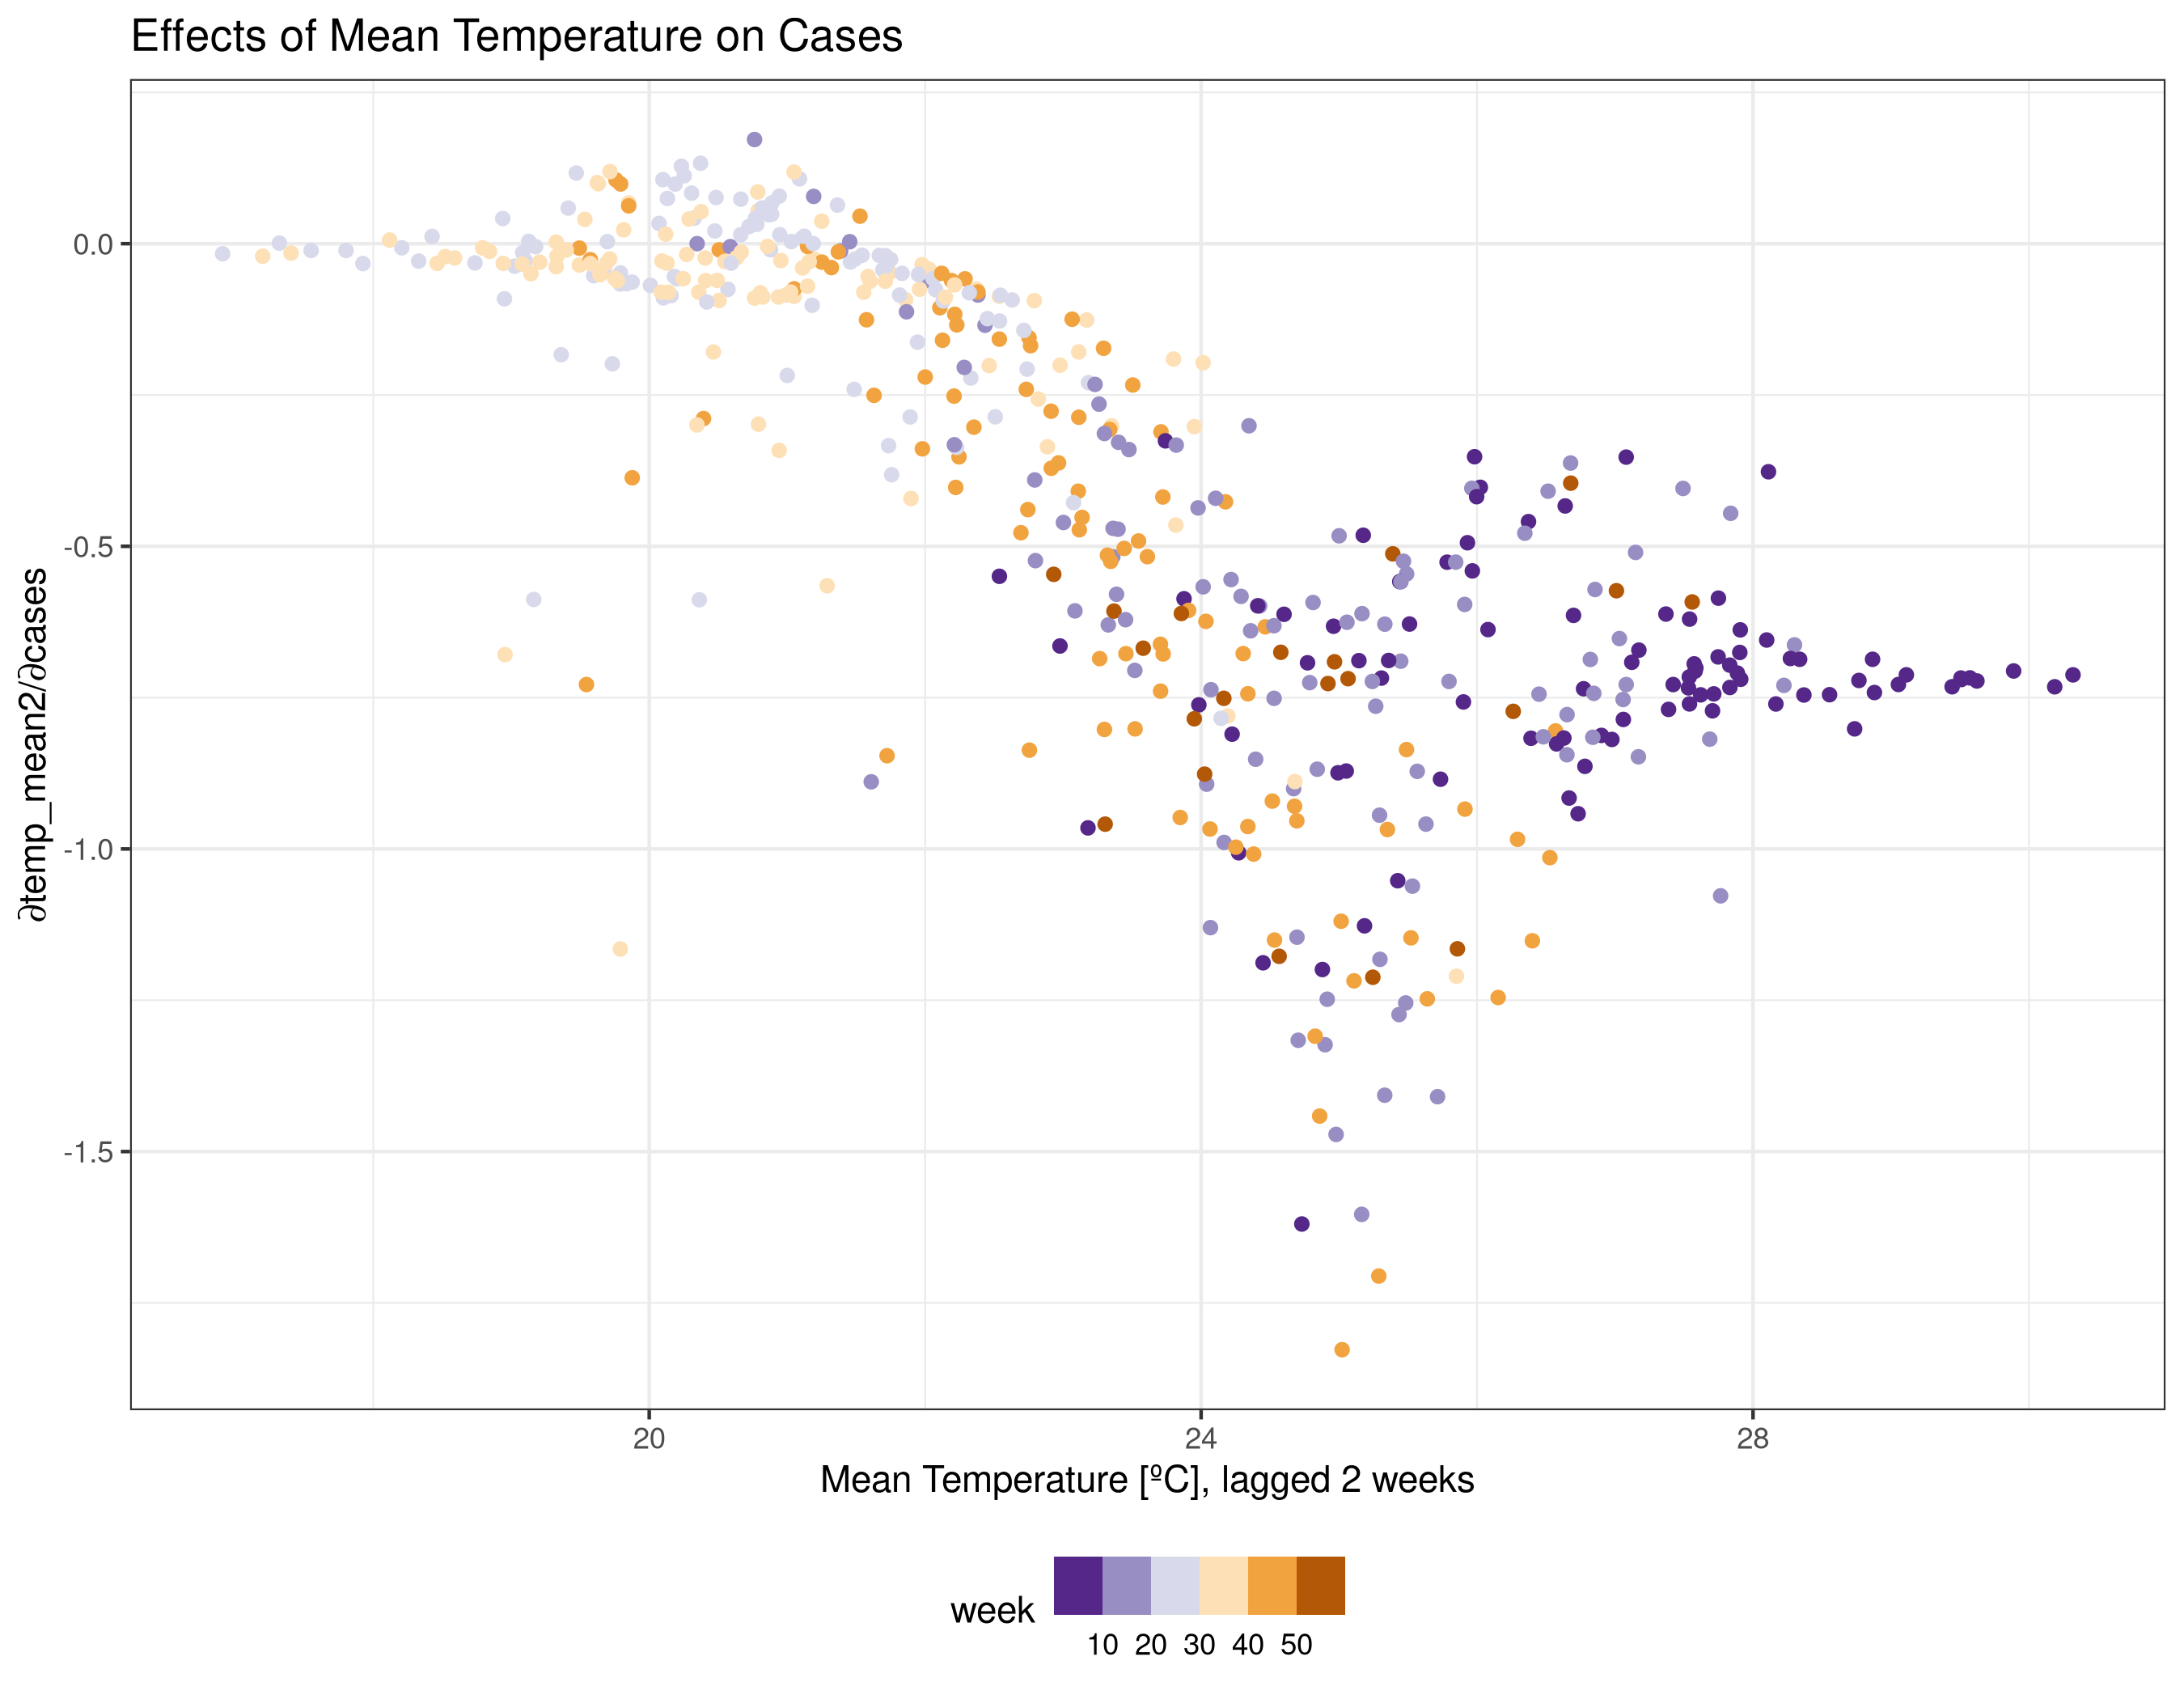 Effects of Mean Temperature on Cases
∂temp_mean2/∂cases
0.0
-0.5
-1.0
-1.5
20 24 28
Mean Temperature [ºC], lagged 2 weeks
week
10 20 30 40 50